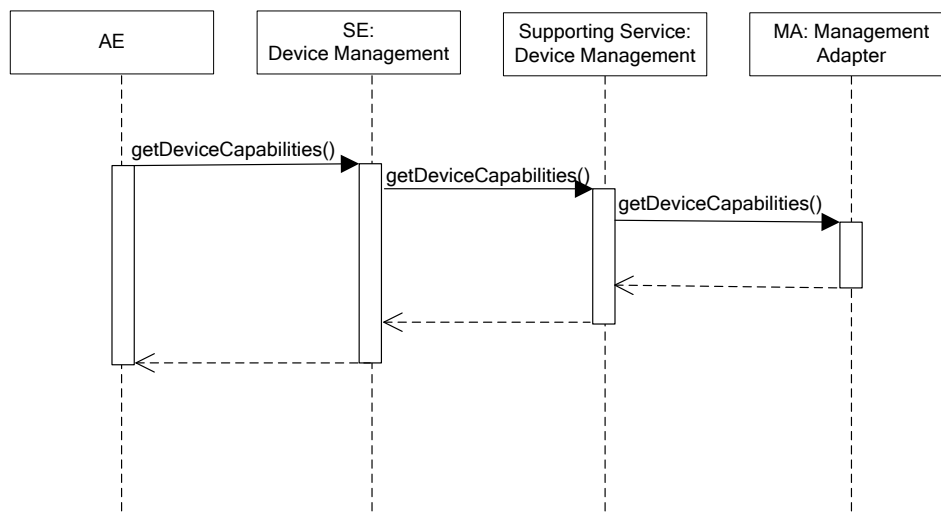 AE
SE:
Device Management
Supporting Service:
Device Management
MA: Management
Adapter
getDeviceCapabilities()
getDeviceCapabilities()
getDeviceCapabilities()